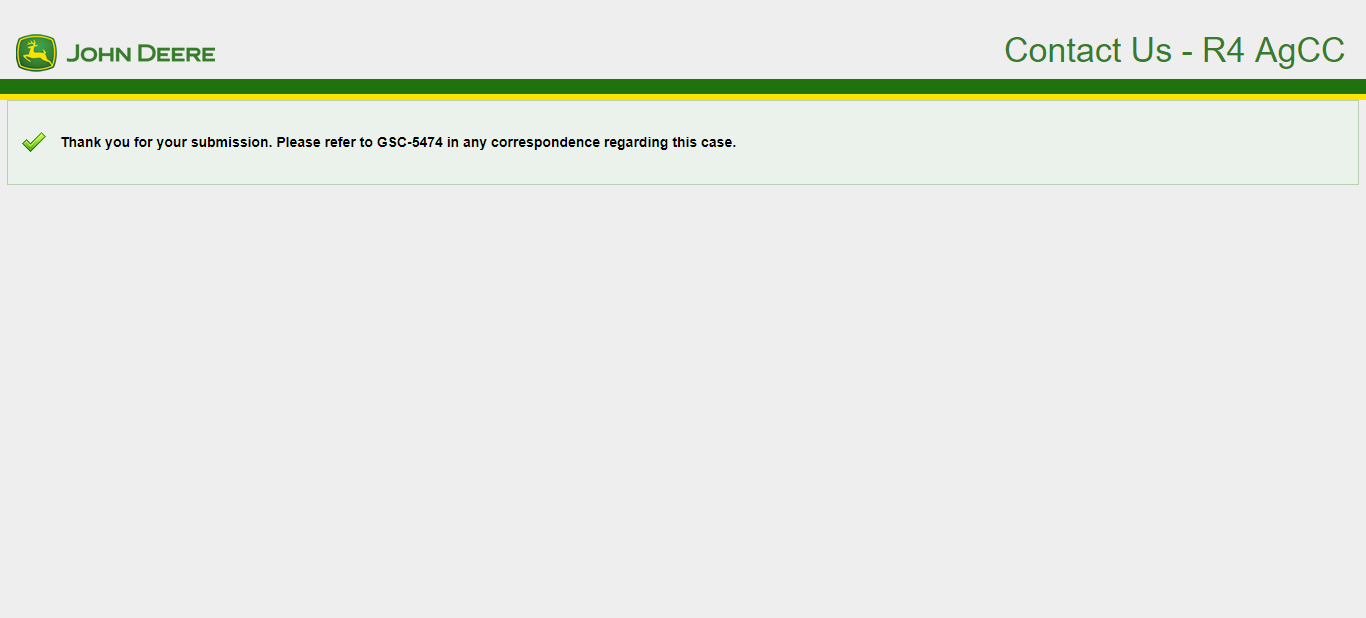 JOHN DEERE
Contact Us - R4 AgCC
Thank you for your submission. Please refer to GSC-5474 in any correspondence regarding this case.